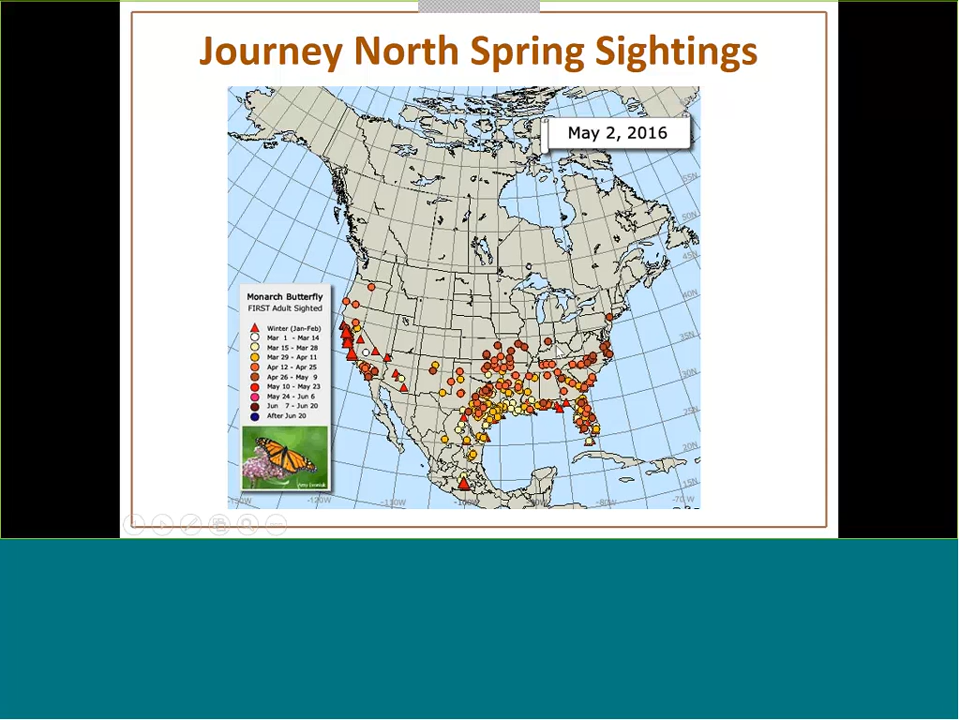 Journey North Spring Sightings
May 2, 2016
55N
50N
45N
40N
35N
30N
25N
20N
15N
Monarch Butterfly
FIRST Adult Sighted
Winter (Jan-Feb)
Mar 1 - Mar 14
Mar 15 - Mar 28
Mar 29 - Apr 11
Apr 12 - Apr 25
Apr 26 - May 9
May 10 - May 23
May 24 - Jun 6
Jun 7 - Jun 20
After Jun 20
-120W
-110W
-80W
-70 W